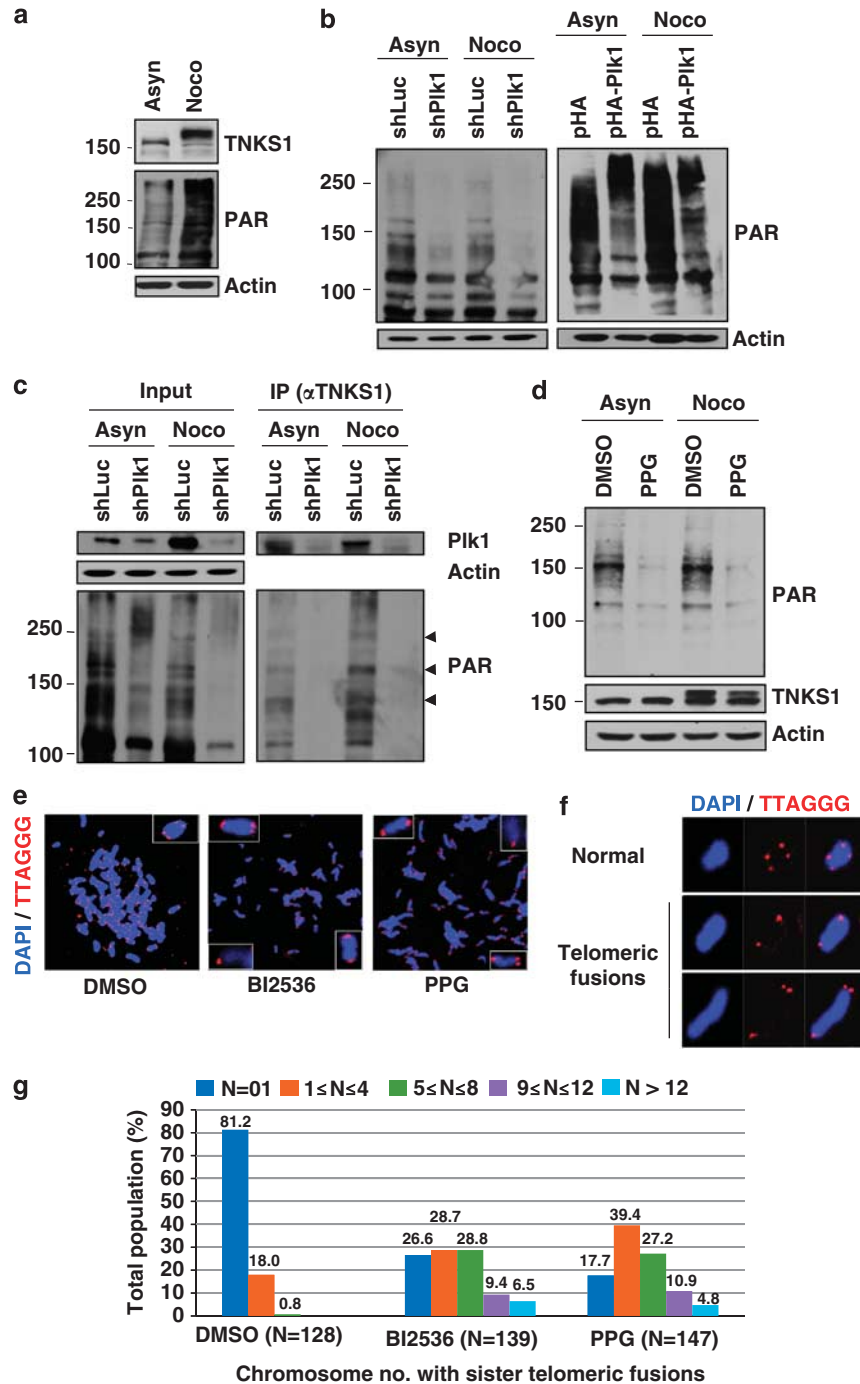 a
Asyn
Noco
150
TNKS1
250
150
100
PAR
Actin
b
Asyn
Noco
shLuc
shPlk1
shLuc
shPlk1
Asyn
Noco
pHA
pHA-Plk1
pHA
pHA-Plk1
250
150
100
PAR
Actin
c
Input
IP (αTNKS1)
Asyn
Noco
Asyn
Noco
shLuc
shPlk1
shLuc
shPlk1
shLuc
shPlk1
shLuc
shPlk1
Plk1
Actin
250
150
100
PAR
d
Asyn
Noco
DMSO
PPG
DMSO
PPG
250
150
100
PAR
150
TNKS1
Actin
e
DAPI / TTAGGG
DMSO
BI2536
PPG
f
DAPI / TTAGGG
Normal
Telomeric
fusions
g
N=01
1≤N≤4
5≤N≤8
9≤N≤12
N > 12
Total population (%)
90
80
70
60
50
40
30
20
10
0
81.2
18.0
0.8
26.6
28.7
28.8
9.4
6.5
17.7
39.4
27.2
10.9
4.8
DMSO (N=128)
BI2536 (N=139)
PPG (N=147)
Chromosome no. with sister telomeric fusions